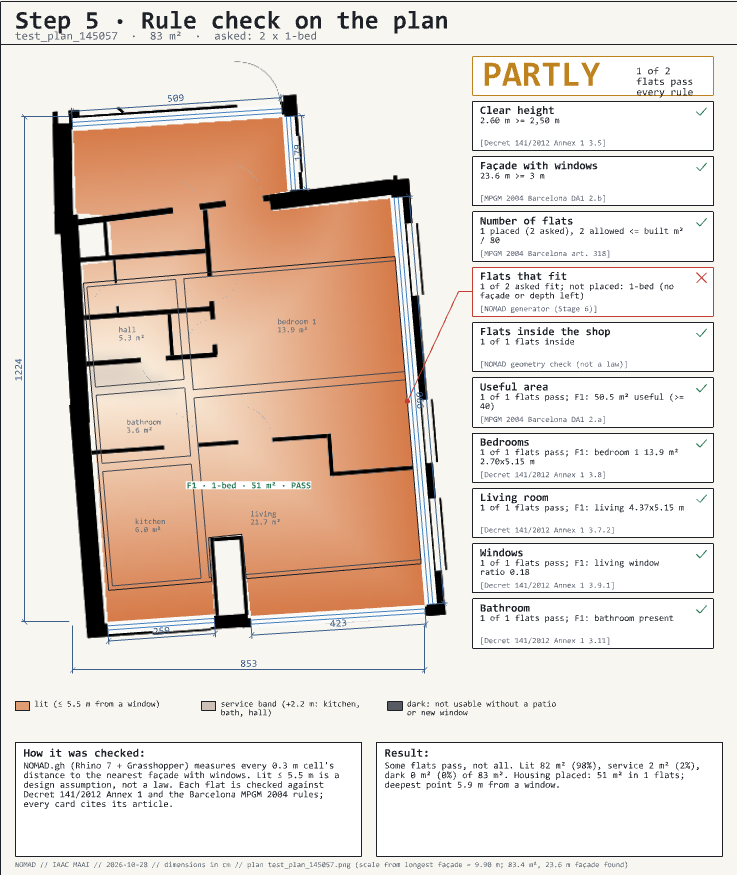 Step 5 · Rule check on the plan
test_plan_145057 · 83 m² · asked: 2 x 1-bed
PARTLY
1 of 2
flats pass
every rule
Clear height
2.60 m >= 2,50 m
[Decret 141/2012 Annex 1 3.5]
Façade with windows
23.6 m >= 3 m
[MPGM 2004 Barcelona DA1 2.b]
Number of flats
1 placed (2 asked), 2 allowed <= built m²
/ 80
[MPGM 2004 Barcelona art. 318]
Flats that fit
1 of 2 asked fit; not placed: 1-bed (no
façade or depth left)
[NOMAD generator (Stage 6)]
Flats inside the shop
1 of 1 flats inside
[NOMAD geometry check (not a law)]
Useful area
1 of 1 flats pass; F1: 50.5 m² useful (>=
40)
[MPGM 2004 Barcelona DA1 2.a]
Bedrooms
1 of 1 flats pass; F1: bedroom 1 13.9 m²
2.70x5.15 m
[Decret 141/2012 Annex 1 3.8]
Living room
1 of 1 flats pass; F1: living 4.37x5.15 m
[Decret 141/2012 Annex 1 3.7.2]
Windows
1 of 1 flats pass; F1: living window
ratio 0.18
[Decret 141/2012 Annex 1 3.9.1]
Bathroom
1 of 1 flats pass; F1: bathroom present
[Decret 141/2012 Annex 1 3.11]
509
179
1224
hall
5.3 m²
bedroom 1
13.9 m²
bathroom
3.6 m²
F1 · 1-bed · 51 m² · PASS
kitchen
6.0 m²
living
21.7 m²
423
853
lit (≤ 5.5 m from a window)
service band (+2.2 m: kitchen,
bath, hall)
dark: not usable without a patio
or new window
How it was checked:
NOMAD.gh (Rhino 7 + Grasshopper) measures every 0.3 m cell's
distance to the nearest façade with windows. Lit ≤ 5.5 m is a
design assumption, not a law. Each flat is checked against
Decret 141/2012 Annex 1 and the Barcelona MPGM 2004 rules;
every card cites its article.
Result:
Some flats pass, not all. Lit 82 m² (98%), service 2 m² (2%),
dark 0 m² (0%) of 83 m². Housing placed: 51 m² in 1 flats;
deepest point 5.9 m from a window.
NOMAD // IAAC MAAI // 2026-10-28 // dimensions in cm // plan test_plan_145057.png (scale from longest façade = 9.90 m; 83.4 m², 23.6 m façade found)